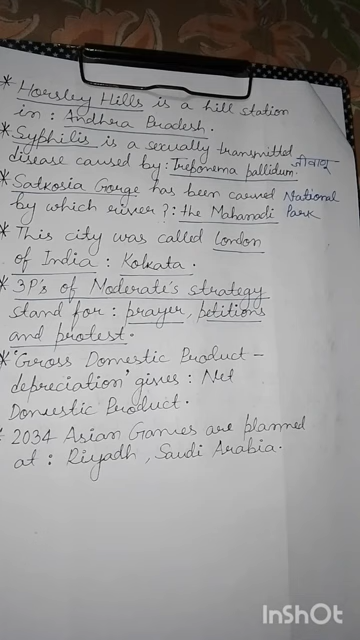 * Horsley Hills is a hill station
in : Andhra Pradesh.
* Syphilis is a sexually transmitted
disease caused by: Treponema pallidum. जीवाणु
* Satkosia Gorge has been carved National
by which river ? : the Mahanadi Park
* This city was called London
of India : Kolkata.
* 3P's of Moderate's strategy
stand for : prayer, petitions
and protest.
* 'Gross Domestic Product –
depreciation' gives : Net
Domestic Product.
* 2034 Asian Games are planned
at : Riyadh, Saudi Arabia.
InShOt